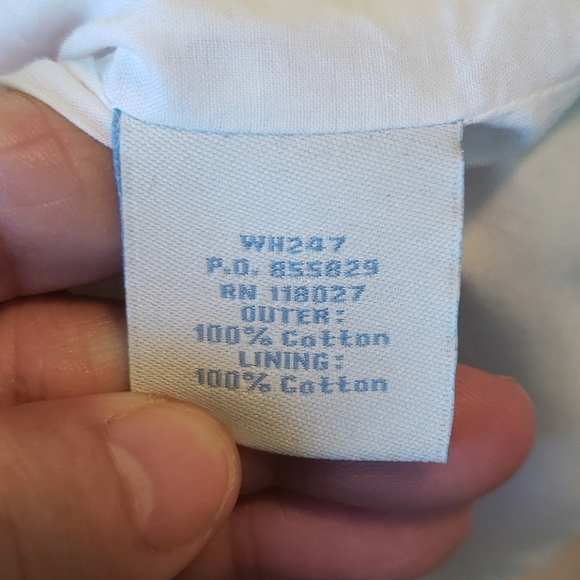 WH247
P.O. 855829
RN 118027
OUTER:
100% Cotton
LINING:
100% Cotton